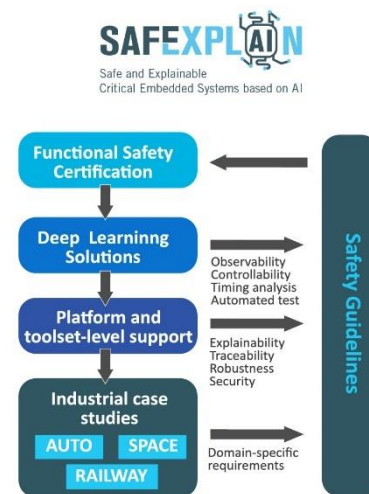 SAFEXPLAIN
Safe and Explainable
Critical Embedded Systems based on AI
Functional Safety
Certification
Deep Learninng
Solutions
Observability
Controllability
Timing analysis
Automated test
Platform and
toolset-level support
Explainability
Traceability
Robustness
Security
Industrial case
studies
AUTO SPACE
RAILWAY
Domain-specific
requirements
Safety Guidelines